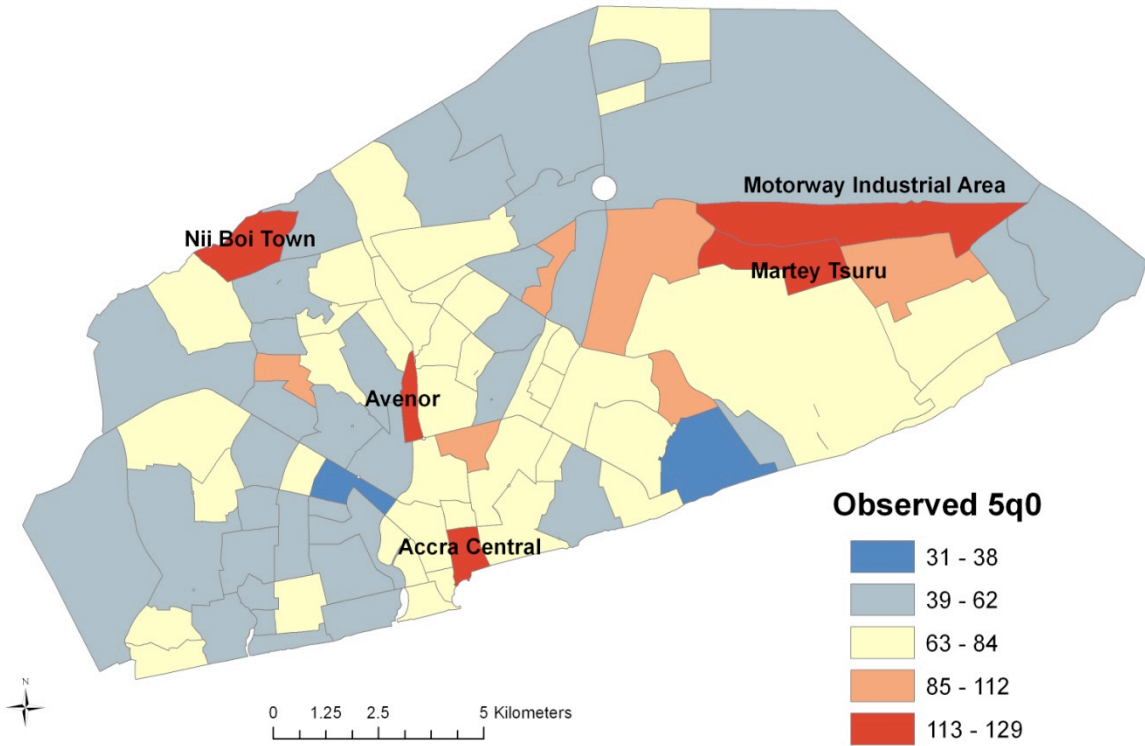 Motorway Industrial Area
Nii Boi Town
Martey Tsuru
Avenor
Accra Central
Observed 5q0
31 - 38
39 - 62
63 - 84
85 - 112
113 - 129
N
0 1.25 2.5 5 Kilometers